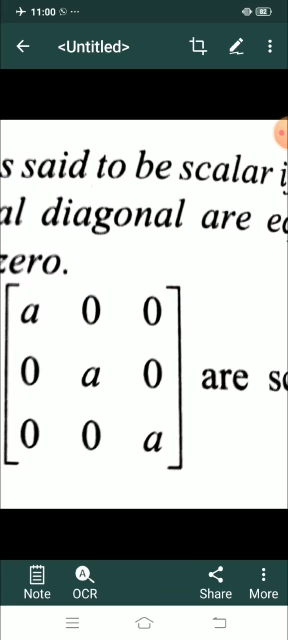 11:00
82
<Untitled>
s said to be scalar i
al diagonal are e
zero.
a 0 0
0 a 0 are s
0 0 a
Note OCR Share More